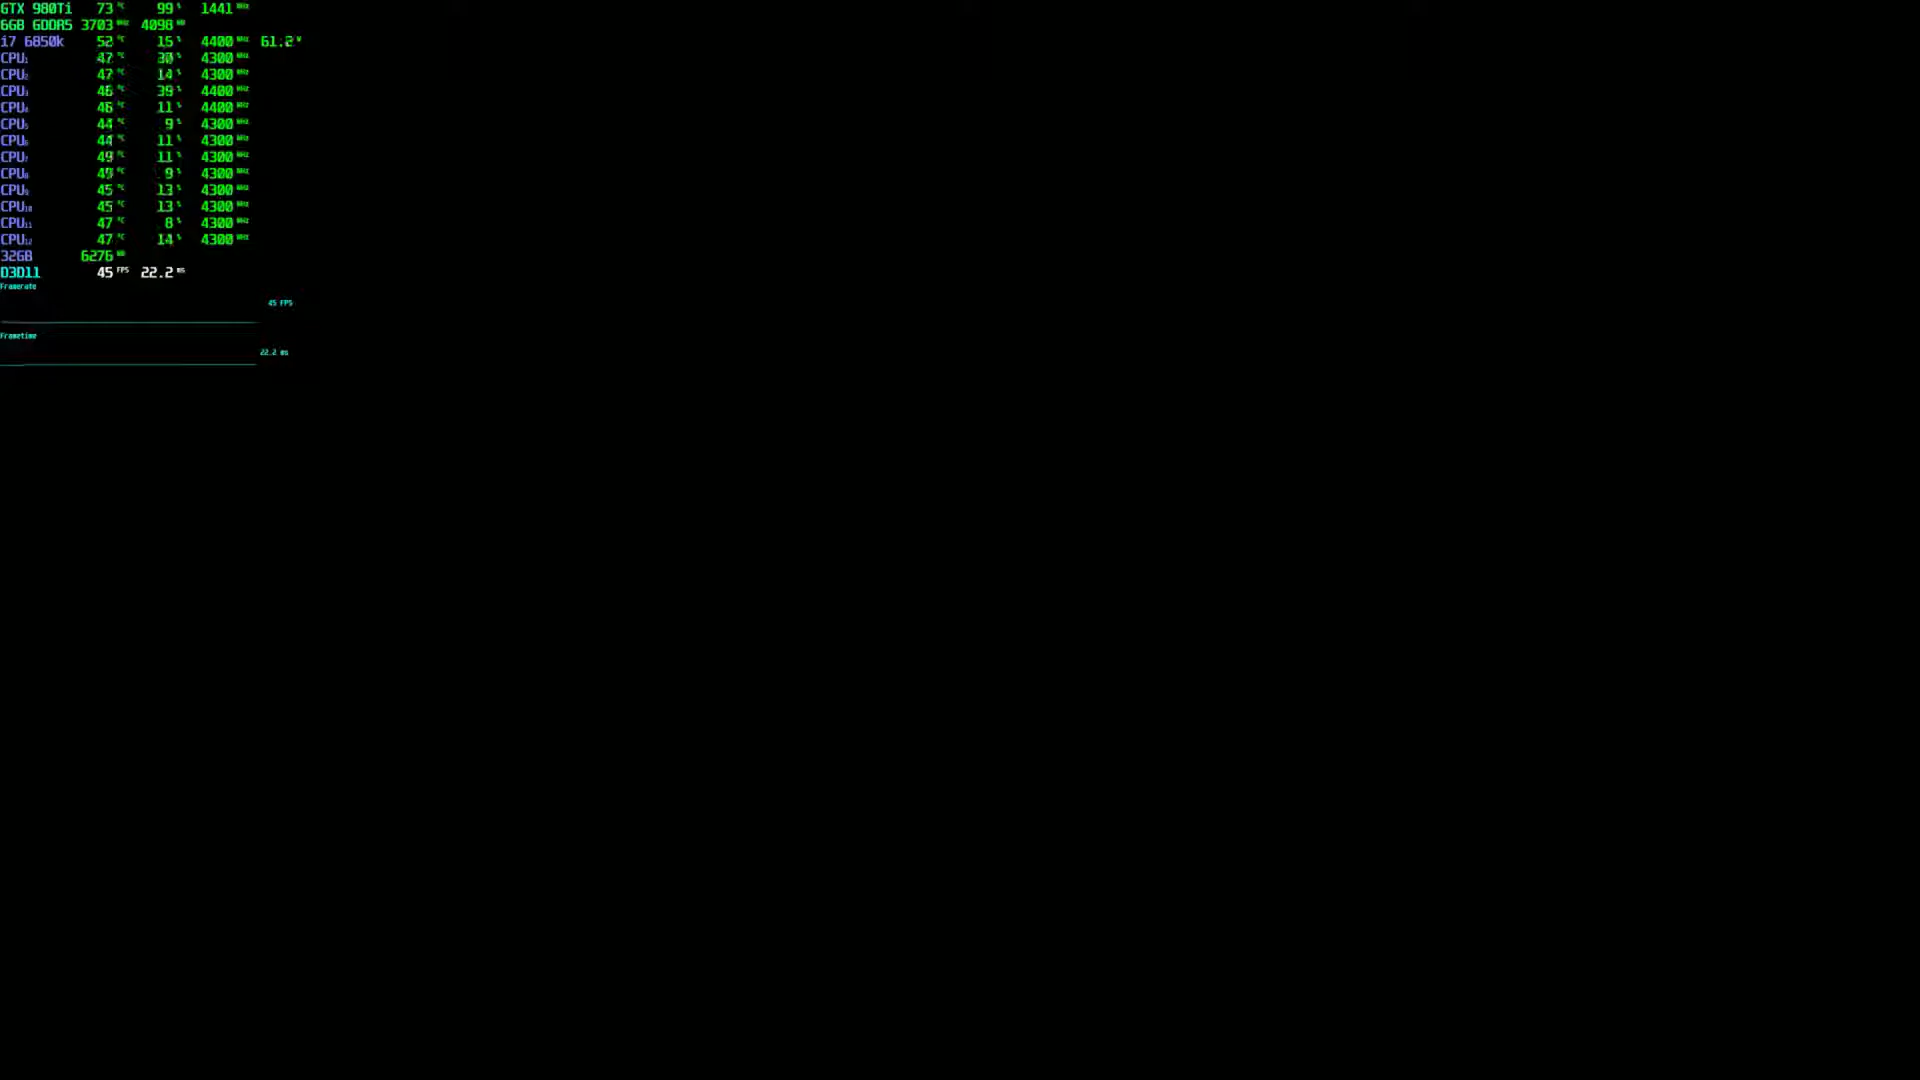 GTX 980Ti 73 °C 99 % 1441 MHz
6GB GDDR5 3703 MHz 4098 MB
i7 6850k 52 °C 15 % 4400 MHz 61.2 W
CPU1 47 °C 30 % 4300 MHz
CPU2 47 °C 14 % 4300 MHz
CPU3 46 °C 39 % 4400 MHz
CPU4 46 °C 11 % 4400 MHz
CPU5 44 °C 9 % 4300 MHz
CPU6 44 °C 11 % 4300 MHz
CPU7 49 °C 11 % 4300 MHz
CPU8 49 °C 9 % 4300 MHz
CPU9 45 °C 13 % 4300 MHz
CPU10 45 °C 13 % 4300 MHz
CPU11 47 °C 8 % 4300 MHz
CPU12 47 °C 14 % 4300 MHz
32GB 6276 MB
D3D11 45 FPS 22.2 ms
Framerate
45 FPS
Frametime
22.2 ms